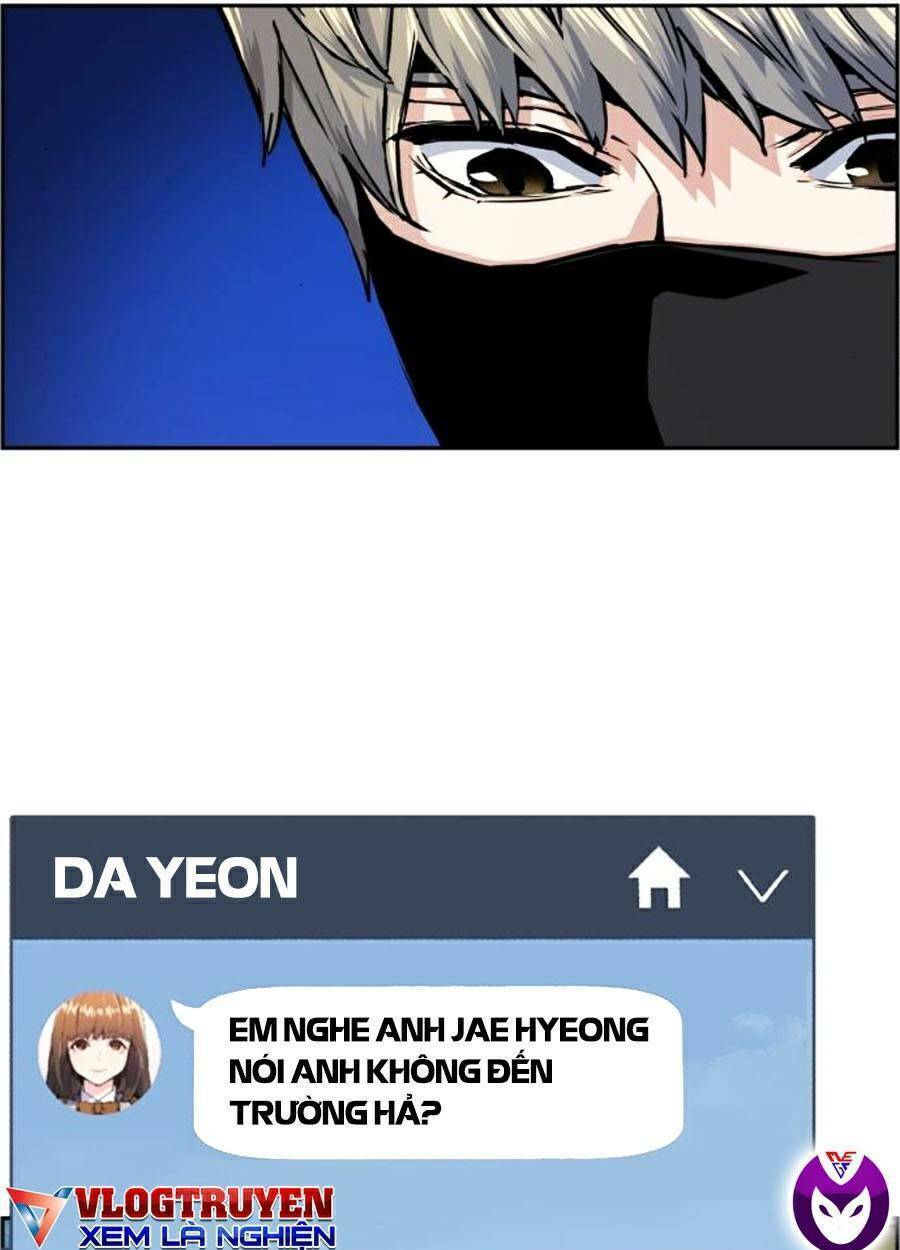 DA YEON
EM NGHE ANH JAE HYEONG
NÓI ANH KHÔNG ĐẾN
TRƯỜNG HẢ?
VLOGTRUYEN
XEM LÀ NGHIỆN